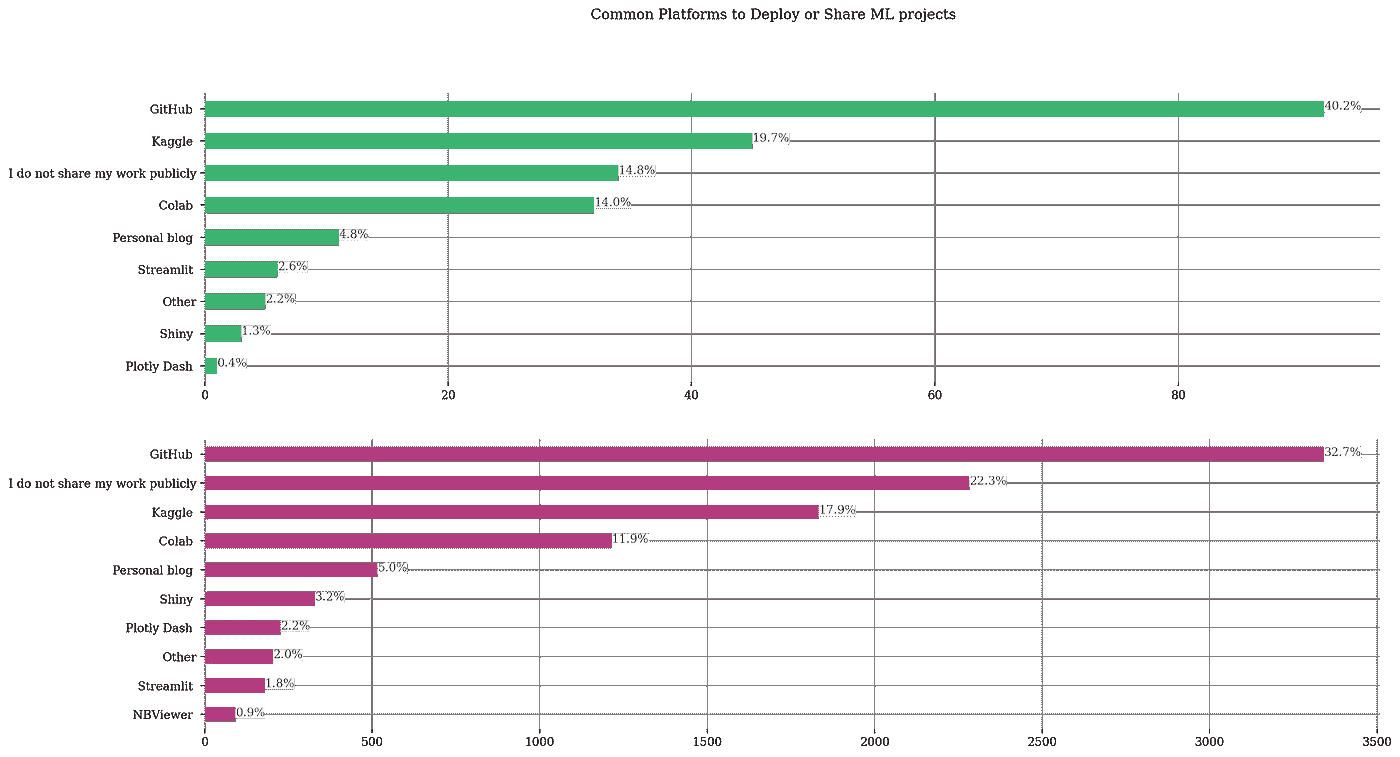 Common Platforms to Deploy or Share ML projects
GitHub 40.2%
Kaggle 19.7%
I do not share my work publicly 14.8%
Colab 14.0%
Personal blog 4.8%
Streamlit 2.6%
Other 2.2%
Shiny 1.3%
Plotly Dash 0.4%
0 20 40 60 80
GitHub 32.7%
I do not share my work publicly 22.3%
Kaggle 17.9%
Colab 11.9%
Personal blog 5.0%
Shiny 3.2%
Plotly Dash 2.2%
Other 2.0%
Streamlit 1.8%
NBViewer 0.9%
0 500 1000 1500 2000 2500 3000 3500